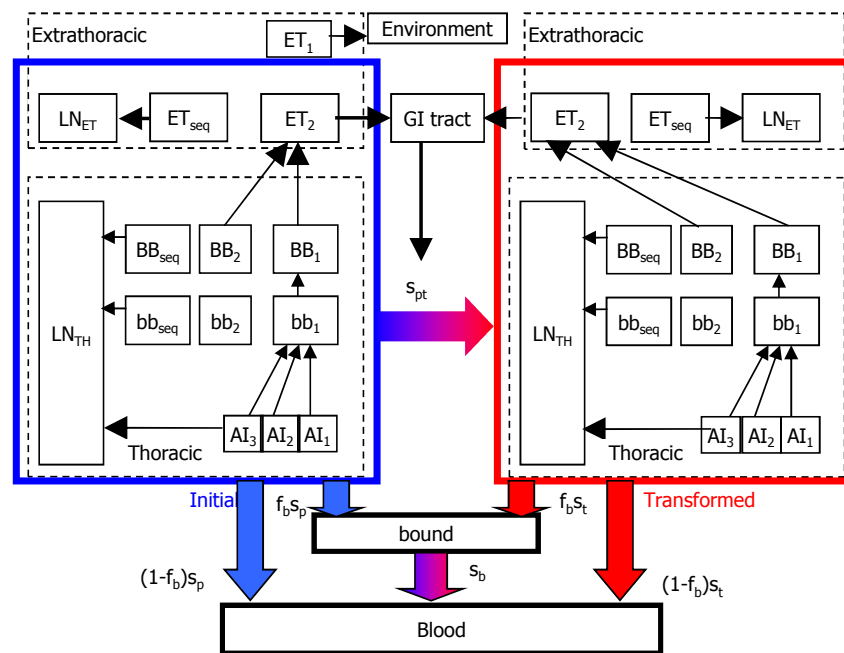 Extrathoracic
ET1
Environment
Extrathoracic
LNET
ETseq
ET2
GI tract
ET2
ETseq
LNET
BBseq
BB2
BB1
BBseq
BB2
BB1
spt
LNTH
bbseq
bb2
bb1
LNTH
bbseq
bb2
bb1
AI3
AI2
AI1
AI3
AI2
AI1
Thoracic
Thoracic
Initial
fbsp
fbst
Transformed
bound
(1-fb)sp
sb
(1-fb)st
Blood